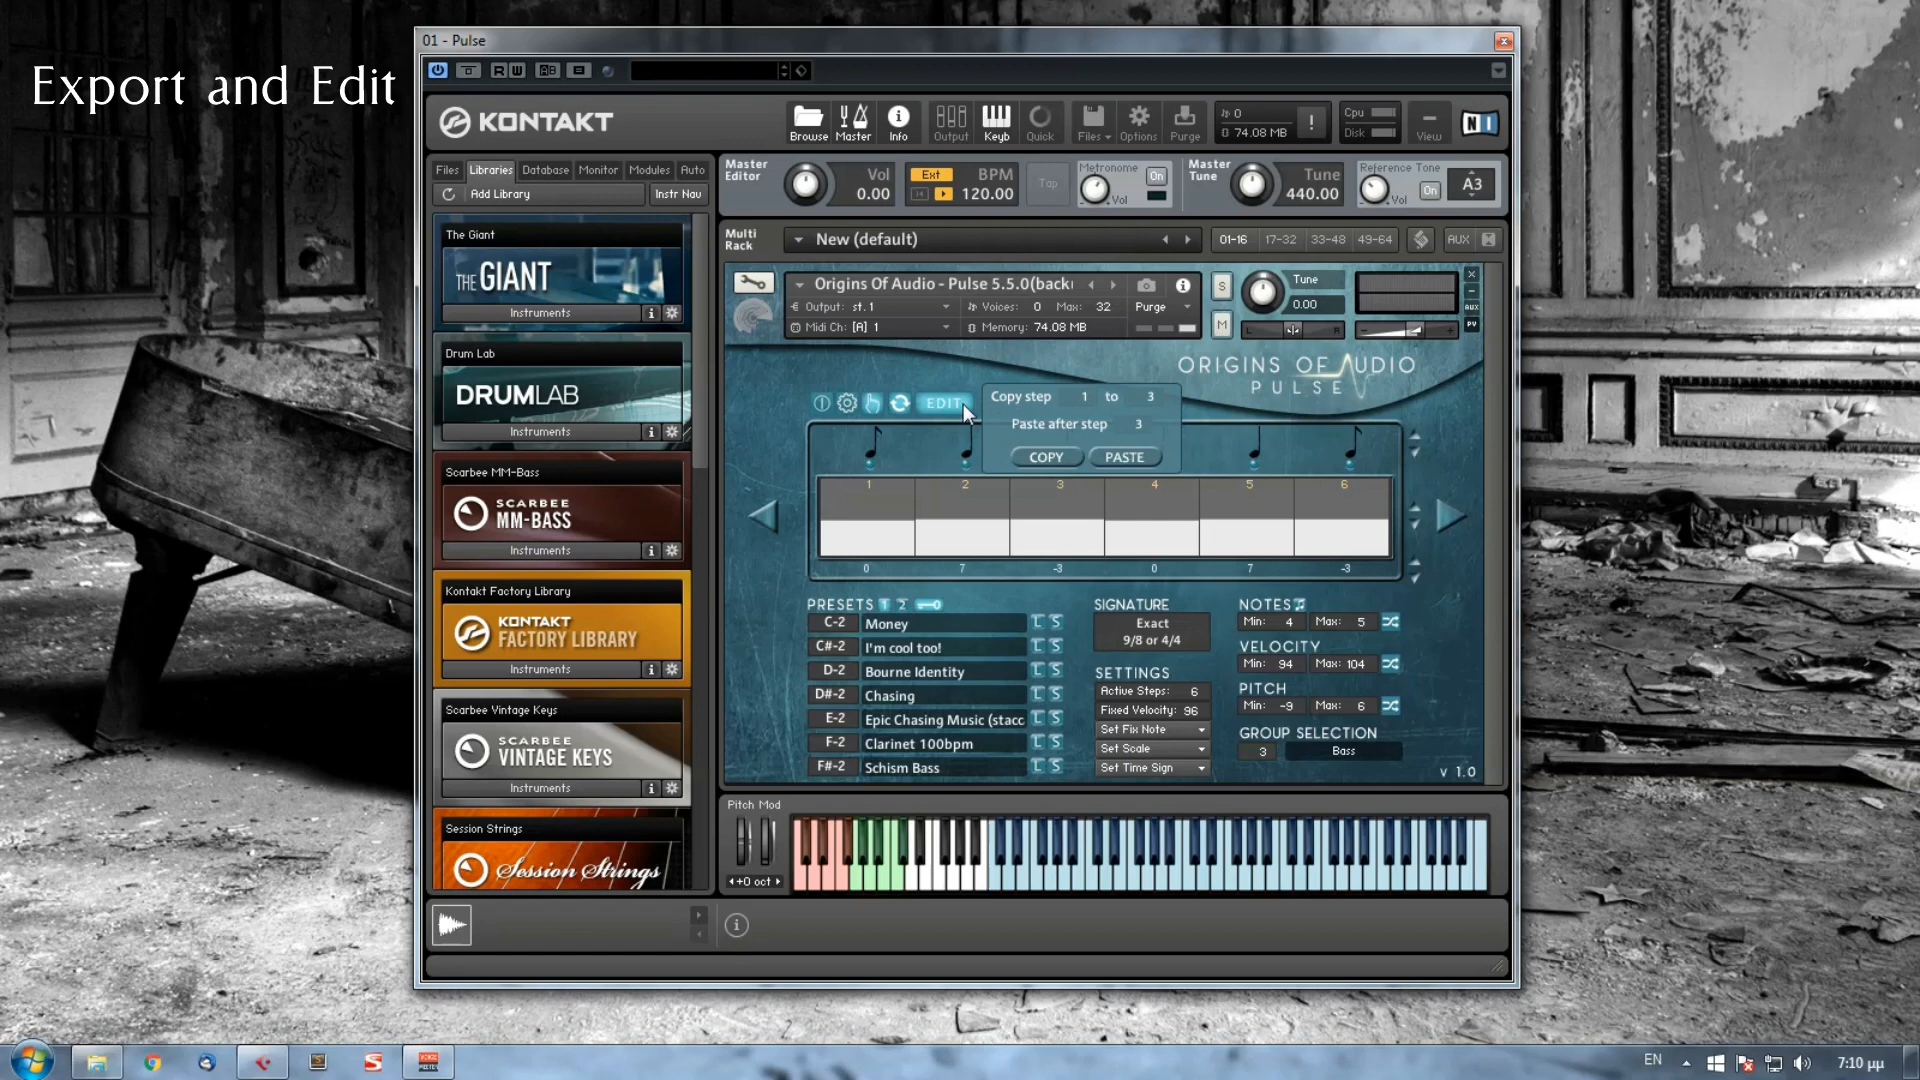 01 - Pulse
Export and Edit
R W
KONTAKT
Browse Master Info Output Keyb Quick Files Options Purge
0
74.08 MB
!
Cpu
Disk
View
NI
Files Libraries Database Monitor Modules Auto
Add Library
Instr Nav
Master Editor
Vol
0.00
Ext
BPM
120.00
Tap
Metronome
On
Vol
Master Tune
Tune
440.00
Reference Tone
On
Vol
A3
Multi Rack
New (default)
01-16 17-32 33-48 49-64
AUX
The Giant
THE GIANT
Instruments
Drum Lab
DRUMLAB
Instruments
Scarbee MM-Bass
SCARBEE
MM-BASS
Instruments
Kontakt Factory Library
KONTAKT
FACTORY LIBRARY
Instruments
Scarbee Vintage Keys
SCARBEE
VINTAGE KEYS
Instruments
Session Strings
Session Strings
Origins Of Audio - Pulse 5.5.0(back
Output: st. 1
Voices: 0 Max: 32
Purge
Midi Ch: [A] 1
Memory: 74.08 MB
S
M
Tune
0.00
L R
AUX
PV
ORIGINS OF AUDIO
PULSE
EDIT
Copy step 1 to 3
Paste after step 3
COPY PASTE
1 2 3 4 5 6
0 7 -3 0 7 -3
PRESETS 1 2
C-2 Money L S
C#-2 I'm cool too! L S
D-2 Bourne Identity L S
D#-2 Chasing L S
E-2 Epic Chasing Music (stacc L S
F-2 Clarinet 100bpm L S
F#-2 Schism Bass L S
SIGNATURE
Exact
9/8 or 4/4
SETTINGS
Active Steps: 6
Fixed Velocity: 96
Set Fix Note
Set Scale
Set Time Sign
NOTES
Min: 4 Max: 5
VELOCITY
Min: 94 Max: 104
PITCH
Min: -9 Max: 6
GROUP SELECTION
3 Bass
v 1.0
Pitch Mod
+0 oct
EN
7:10 μμ